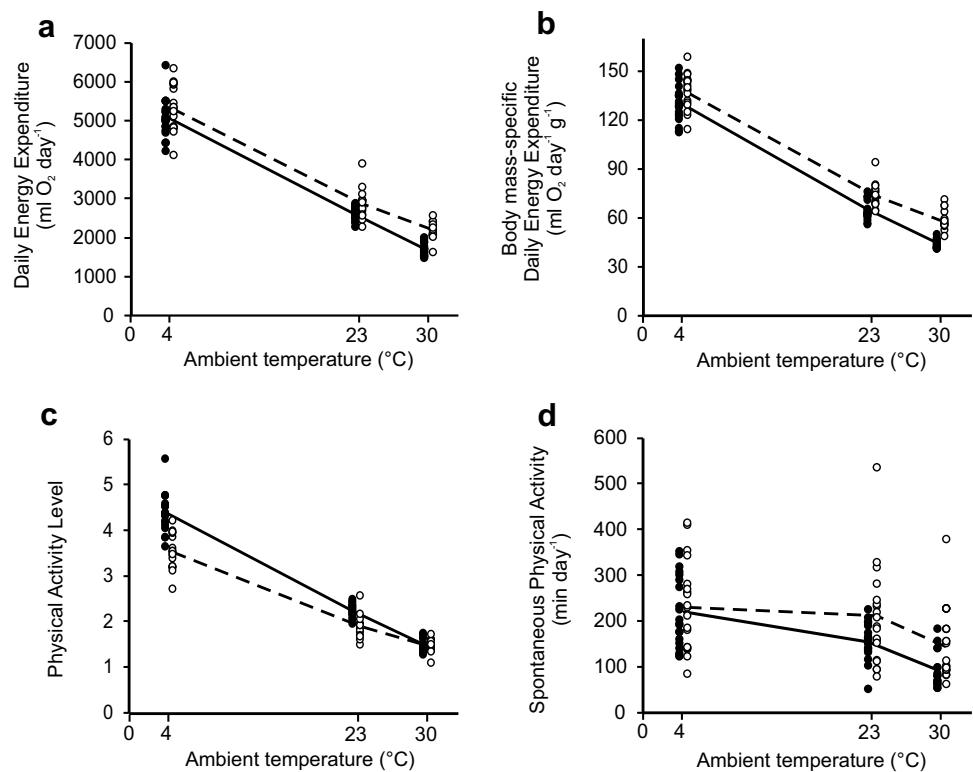 a
Daily Energy Expenditure
(ml O₂ day⁻¹)
7000
6000
5000
4000
3000
2000
1000
0
0 4 23 30
Ambient temperature (°C)
b
Body mass-specific
Daily Energy Expenditure
(ml O₂ day⁻¹ g⁻¹)
150
120
90
60
30
0
0 4 23 30
Ambient temperature (°C)
c
Physical Activity Level
6
5
4
3
2
1
0
0 4 23 30
Ambient temperature (°C)
d
Spontaneous Physical Activity
(min day⁻¹)
600
500
400
300
200
100
0
0 4 23 30
Ambient temperature (°C)